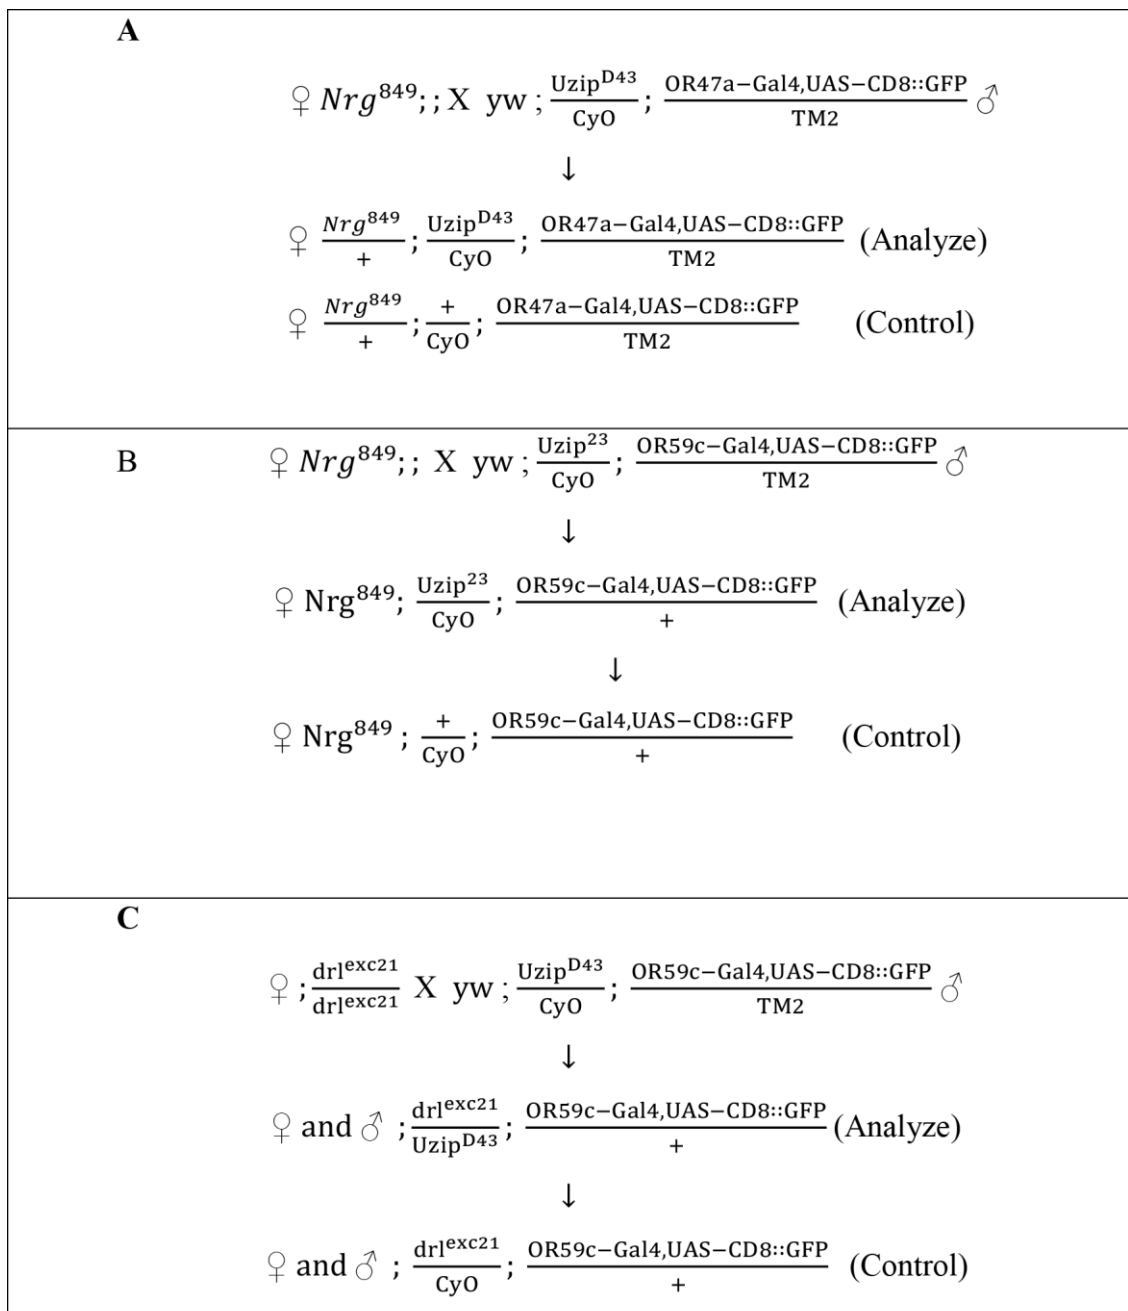 A
♀ Nrg^849;; X yw ; Uzip^D43/CyO ; OR47a−Gal4,UAS−CD8::GFP/TM2 ♂
↓
♀ Nrg^849/+ ; Uzip^D43/CyO ; OR47a−Gal4,UAS−CD8::GFP/TM2 (Analyze)
♀ Nrg^849/+ ; +/CyO ; OR47a−Gal4,UAS−CD8::GFP/TM2 (Control)
B ♀ Nrg^849;; X yw ; Uzip^23/CyO ; OR59c−Gal4,UAS−CD8::GFP/TM2 ♂
↓
♀ Nrg^849; Uzip^23/CyO ; OR59c−Gal4,UAS−CD8::GFP/+ (Analyze)
↓
♀ Nrg^849 ; +/CyO ; OR59c−Gal4,UAS−CD8::GFP/+ (Control)
C
♀ ; drl^exc21/drl^exc21 X yw ; Uzip^D43/CyO ; OR59c−Gal4,UAS−CD8::GFP/TM2 ♂
↓
♀ and ♂ ; drl^exc21/Uzip^D43 ; OR59c−Gal4,UAS−CD8::GFP/+ (Analyze)
↓
♀ and ♂ ; drl^exc21/CyO ; OR59c−Gal4,UAS−CD8::GFP/+ (Control)